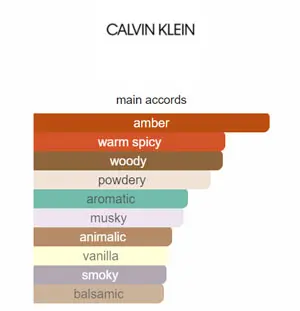 CALVIN KLEIN
main accords
amber
warm spicy
woody
powdery
aromatic
musky
animalic
vanilla
smoky
balsamic